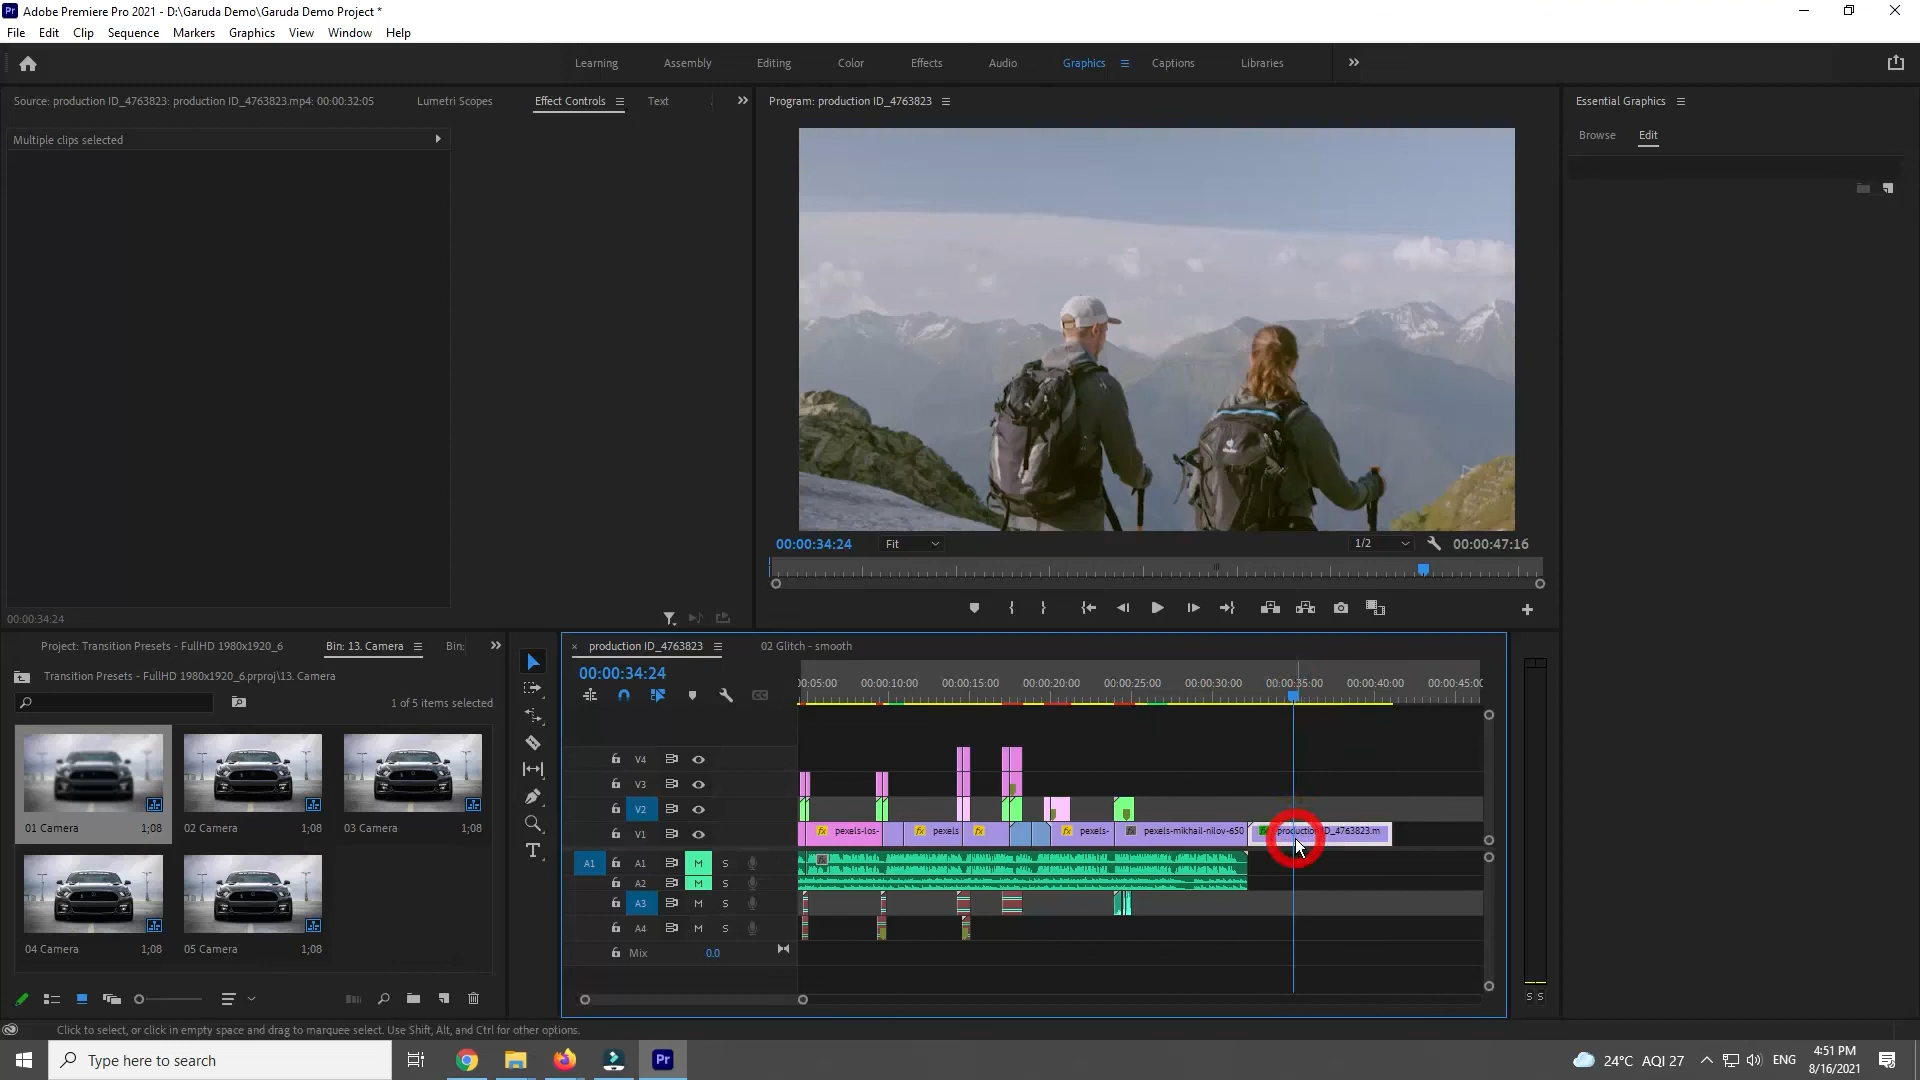 Adobe Premiere Pro 2021 - D:\Garuda Demo\Garuda Demo Project *
File Edit Clip Sequence Markers Graphics View Window Help
Learning Assembly Editing Color Effects Audio Graphics Captions Libraries
Source: production ID_4763823: production ID_4763823.mp4: 00:00:32:05 Lumetri Scopes Effect Controls Text
Program: production ID_4763823
Essential Graphics
Browse Edit
Multiple clips selected
00:00:34:24 Fit 1/2 00:00:47:16
00:00:34:24
Project: Transition Presets - FullHD 1980x1920_6 Bin: 13. Camera Bin:
Transition Presets - FullHD 1980x1920_6.prproj\13. Camera
1 of 5 items selected
01 Camera 1;08
02 Camera 1;08
03 Camera 1;08
04 Camera 1;08
05 Camera 1;08
production ID_4763823 02 Glitch - smooth
00:00:34:24
00:05:00 00:00:10:00 00:00:15:00 00:00:20:00 00:00:25:00 00:00:30:00 00:00:35:00 00:00:40:00 00:00:45:00
V4
V3
V2
V1 fx pexels-los- fx pexels fx fx pexels- fx pexels-mikhail-nilov-650 production ID_4763823.m
A1 A1 M S
A2 M S
A3 M S
A4 M S
Mix 0.0
S S
Click to select, or click in empty space and drag to marquee select. Use Shift, Alt, and Ctrl for other options.
Type here to search
24°C AQI 27 ENG 4:51 PM
8/16/2021